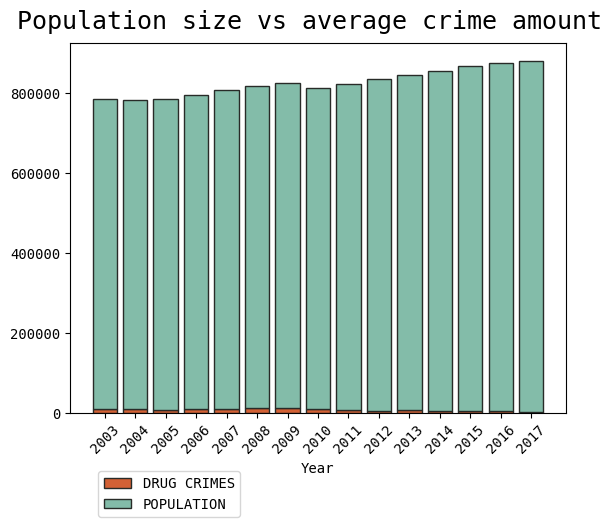 Population size vs average crime amount
800000
600000
400000
200000
0
2003 2004 2005 2006 2007 2008 2009 2010 2011 2012 2013 2014 2015 2016 2017
Year
DRUG CRIMES
POPULATION